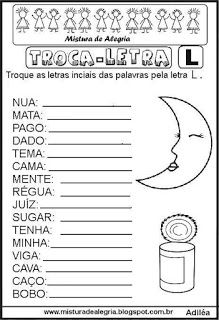 Mistura de Alegria
TROCA-LETRA L
Troque as letras inciais das palavras pela letra L.
NUA:
MATA:
PAGO:
DADO:
TEMA:
CAMA:
MENTE:
RÉGUA:
JUÍZ:
SUGAR:
TENHA:
MINHA:
VIGA:
CAVA:
CAÇO:
BOBO:
www.misturadealegria.blogspot.com.br Adiléa